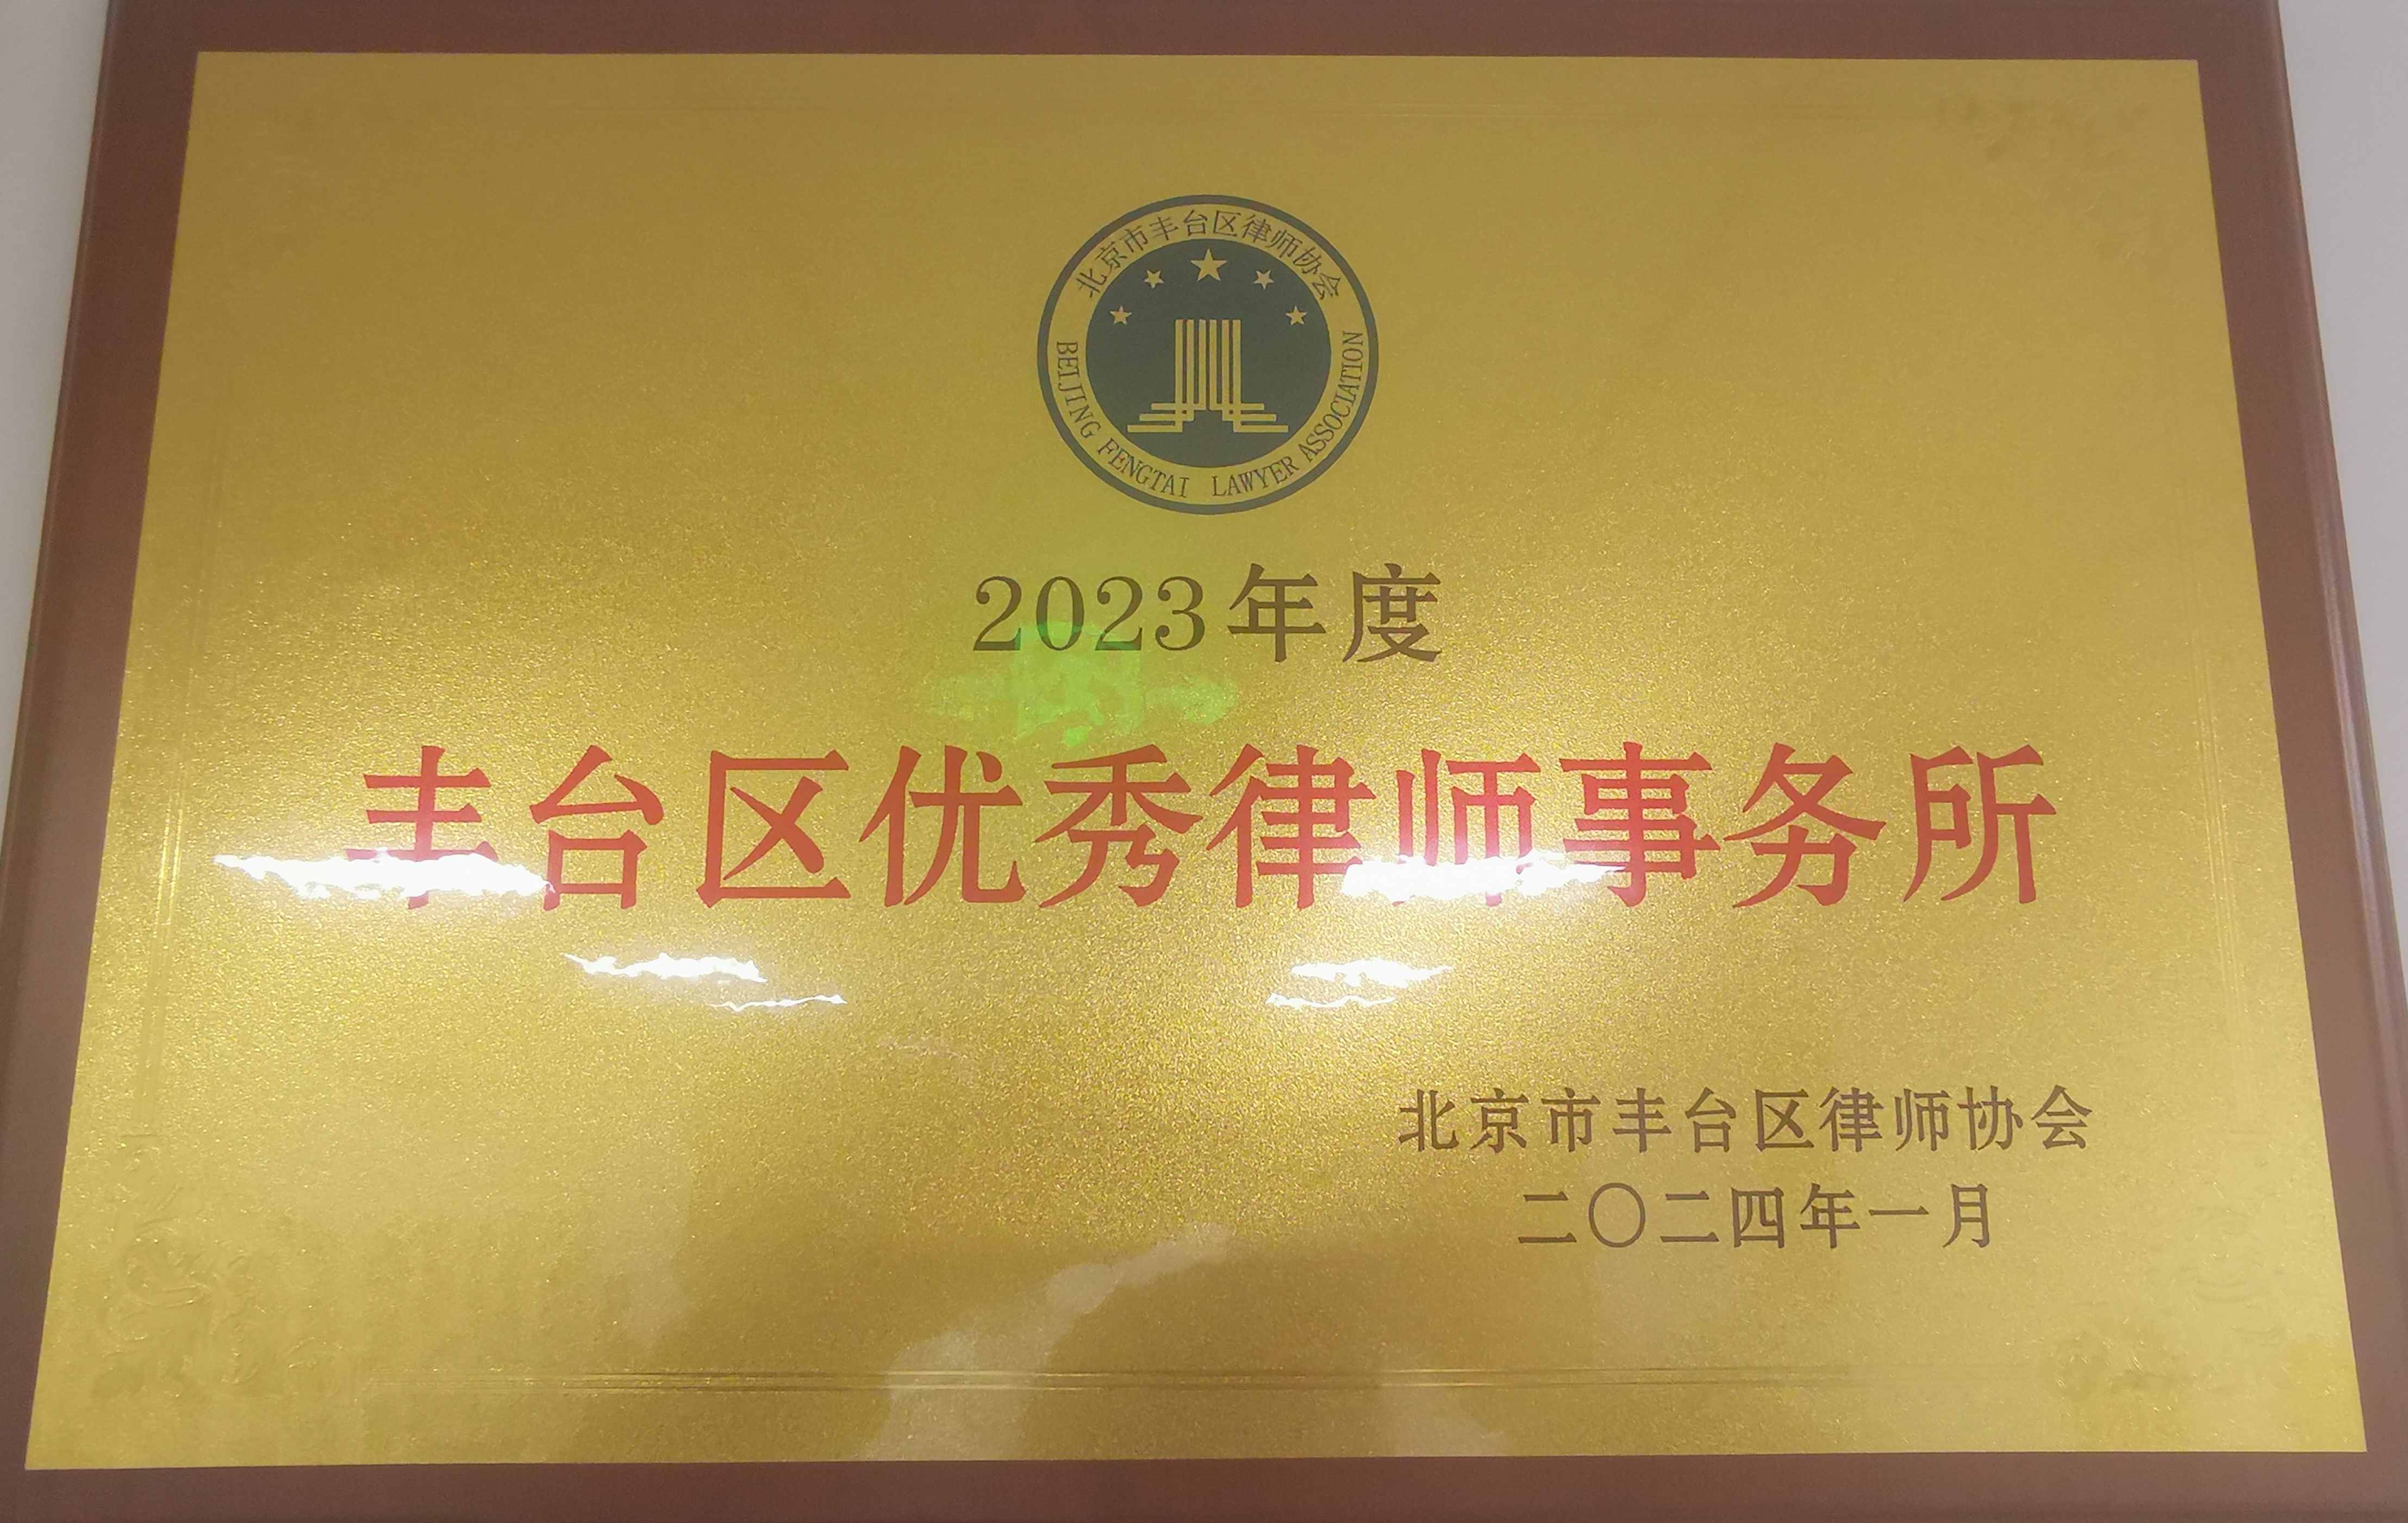 北京市丰台区律师协会
BEIJING FENGTAI LAWYER ASSOCIATION
2023年度
丰台区优秀律师事务所
北京市丰台区律师协会
二〇二四年一月